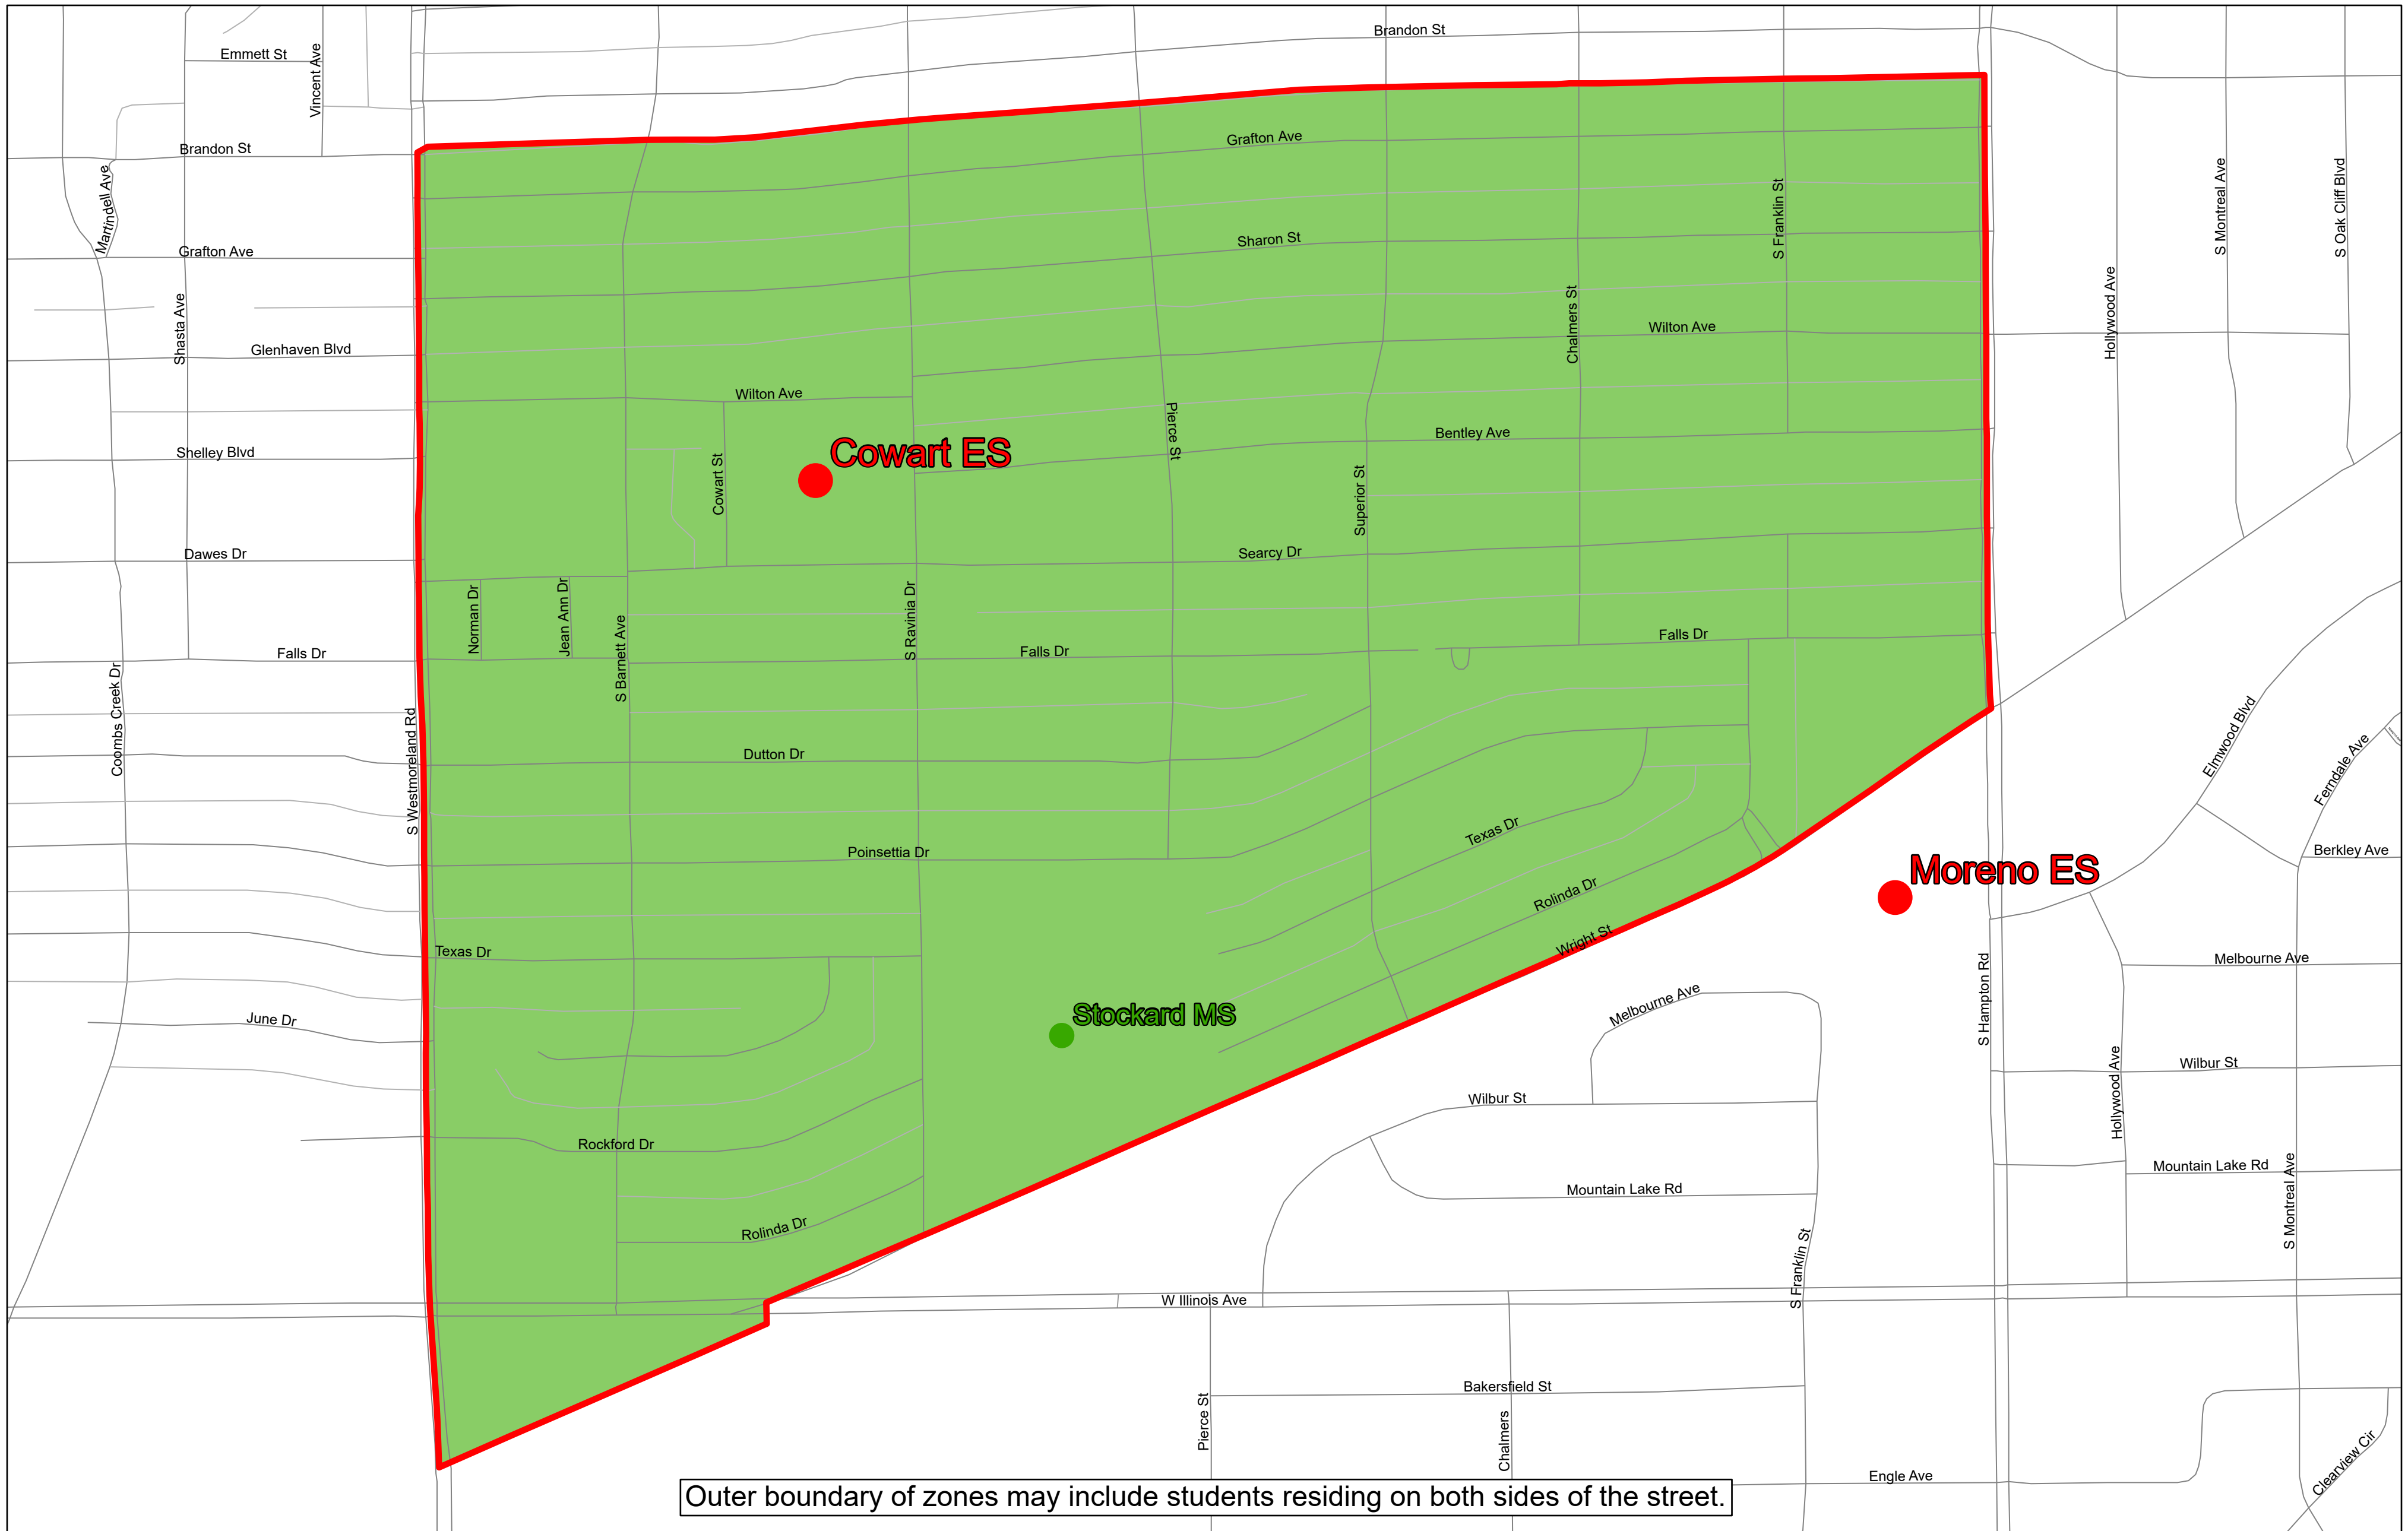 Brandon St
Emmett St
Vincent Ave
Brandon St
Grafton Ave
Martindell Ave
S Franklin St
S Montreal Ave
S Oak Cliff Blvd
Grafton Ave
Sharon St
Shasta Ave
Chalmers St
Hollywood Ave
Glenhaven Blvd
Wilton Ave
Wilton Ave
Pierce St
Bentley Ave
Shelley Blvd
Cowart ES
Cowart St
Superior St
Dawes Dr
Searcy Dr
Norman Dr
Jean Ann Dr
S Barnett Ave
S Ravinia Dr
Falls Dr
Falls Dr
Falls Dr
Coombs Creek Dr
S Westmoreland Rd
Dutton Dr
Elmwood Blvd
Ferndale Ave
Texas Dr
Poinsettia Dr
Berkley Ave
Moreno ES
Rolinda Dr
Wright St
Texas Dr
Melbourne Ave
S Hampton Rd
June Dr
Stockard MS
Melbourne Ave
Wilbur St
Hollywood Ave
Wilbur St
Rockford Dr
Mountain Lake Rd
Mountain Lake Rd
S Montreal Ave
Rolinda Dr
S Franklin St
W Illinois Ave
Bakersfield St
Pierce St
Chalmers
Engle Ave
Clearview Cir
Outer boundary of zones may include students residing on both sides of the street.